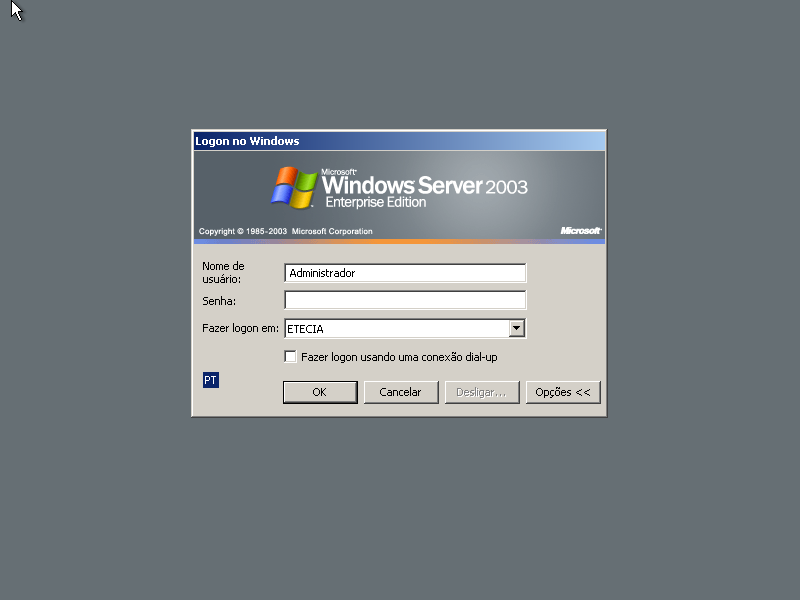 Logon no Windows
Microsoft
Windows Server 2003
Enterprise Edition
Copyright © 1985-2003 Microsoft Corporation
Microsoft
Nome de
usuário:
Administrador
Senha:
Fazer logon em:
ETECIA
Fazer logon usando uma conexão dial-up
PT
OK
Cancelar
Desligar...
Opções <<